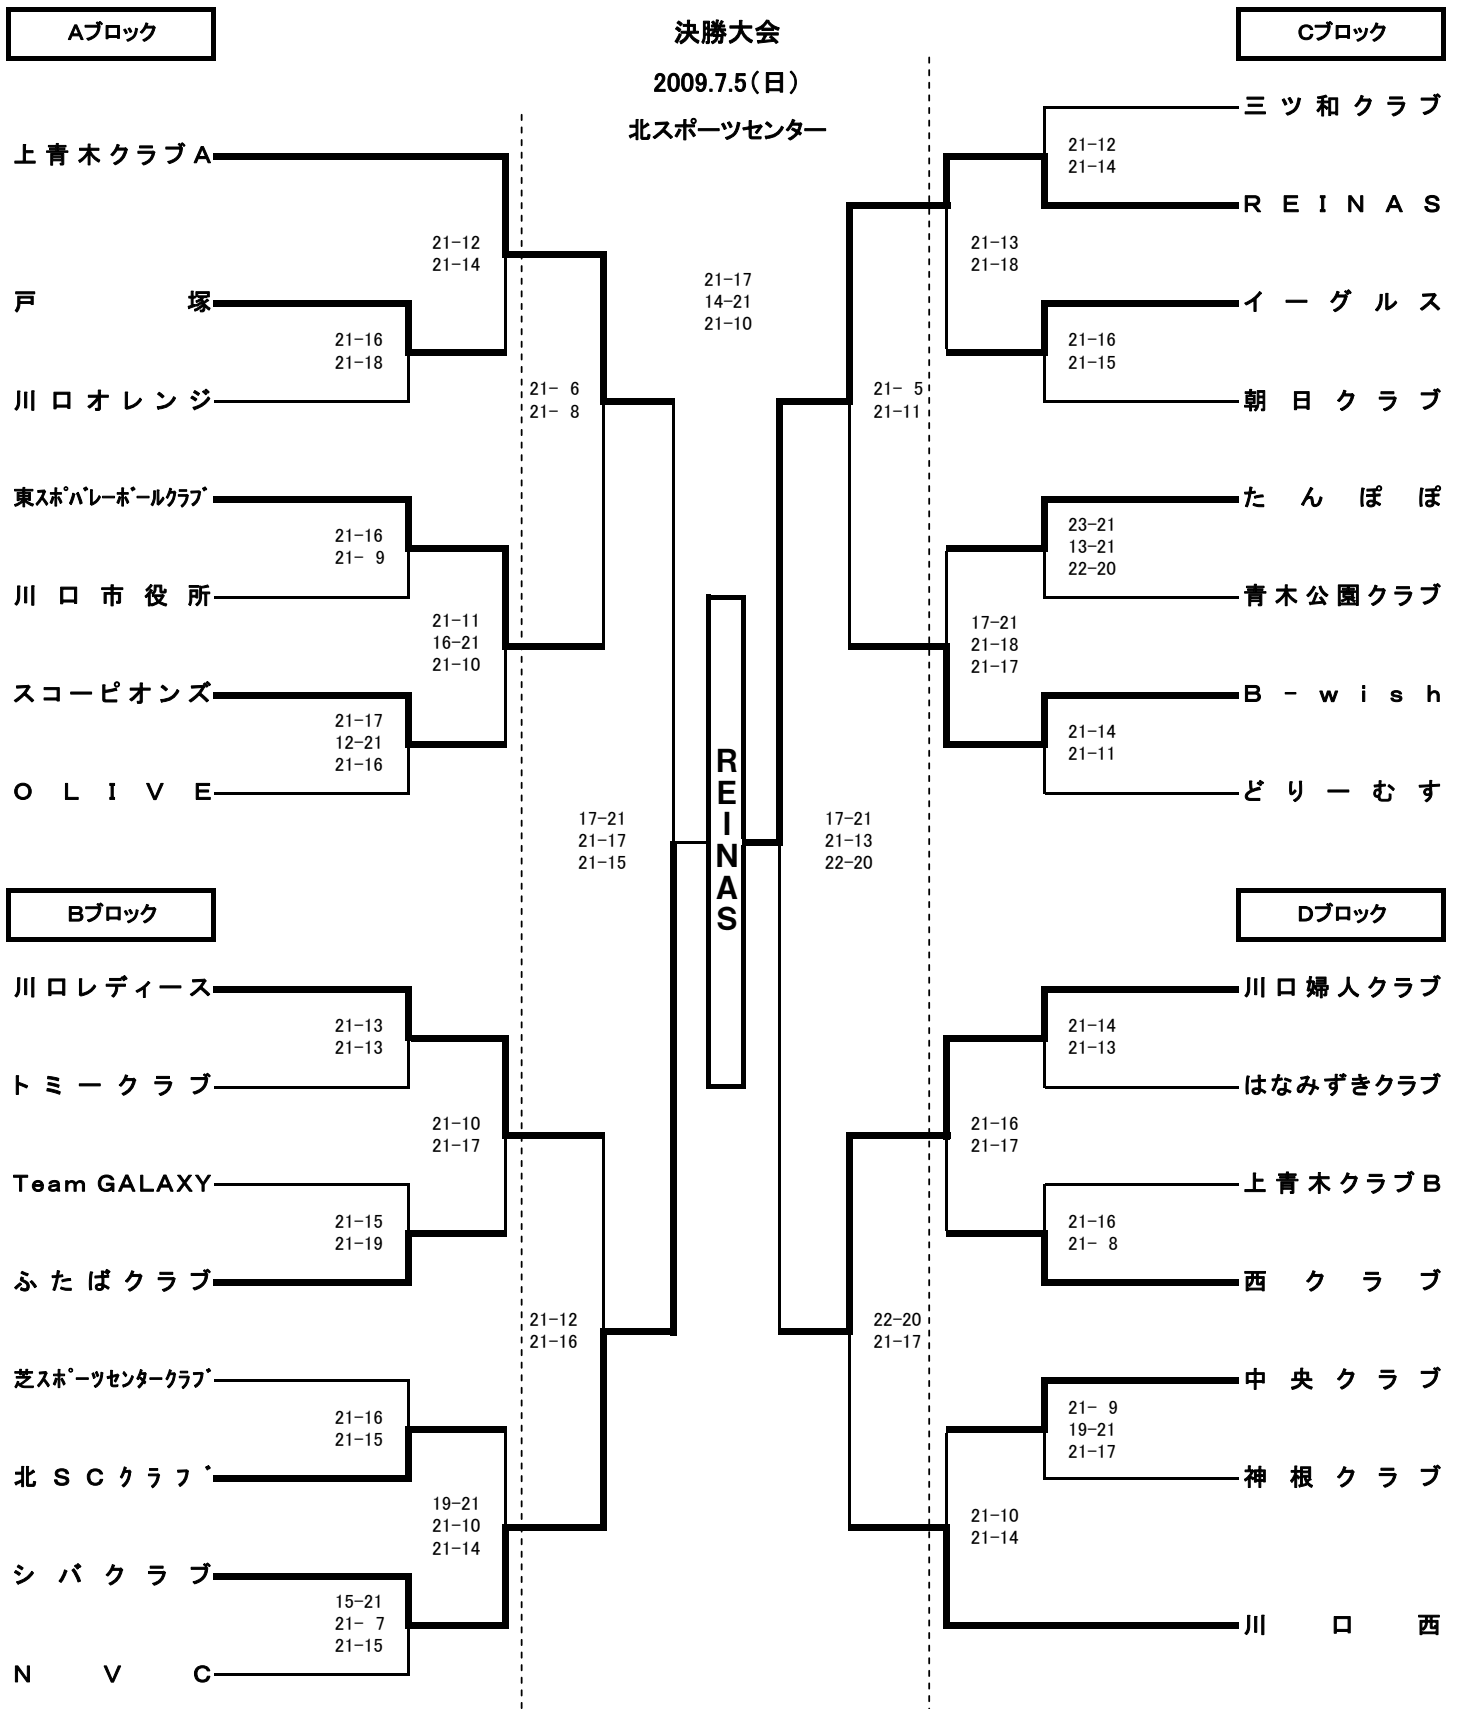 Aブロック
決勝大会
2009.7.5(日)
北スポーツセンター
上青木クラブA
21-12
21-14
戸塚
21-16
21-18
川口オレンジ
21- 6
21- 8
東スポバレーボールクラブ
21-16
21- 9
川口市役所
21-11
16-21
21-10
スコーピオンズ
21-17
12-21
21-16
OLIVE
17-21
21-17
21-15
Bブロック
川口レディース
21-13
21-13
トミークラブ
21-10
21-17
Team GALAXY
21-15
21-19
ふたばクラブ
21-12
21-16
芝スポーツセンタークラブ
21-16
21-15
北SCクラブ
19-21
21-10
21-14
シバクラブ
15-21
21- 7
21-15
NVC
21-17
14-21
21-10
REINAS
Cブロック
三ツ和クラブ
21-12
21-14
REINAS
21-13
21-18
イーグルス
21-16
21-15
朝日クラブ
21- 5
21-11
たんぽぽ
23-21
13-21
22-20
青木公園クラブ
17-21
21-18
21-17
B-wish
21-14
21-11
どりーむす
17-21
21-13
22-20
Dブロック
川口婦人クラブ
21-14
21-13
はなみずきクラブ
21-16
21-17
上青木クラブB
21-16
21- 8
西クラブ
22-20
21-17
中央クラブ
21- 9
19-21
21-17
神根クラブ
21-10
21-14
川口西